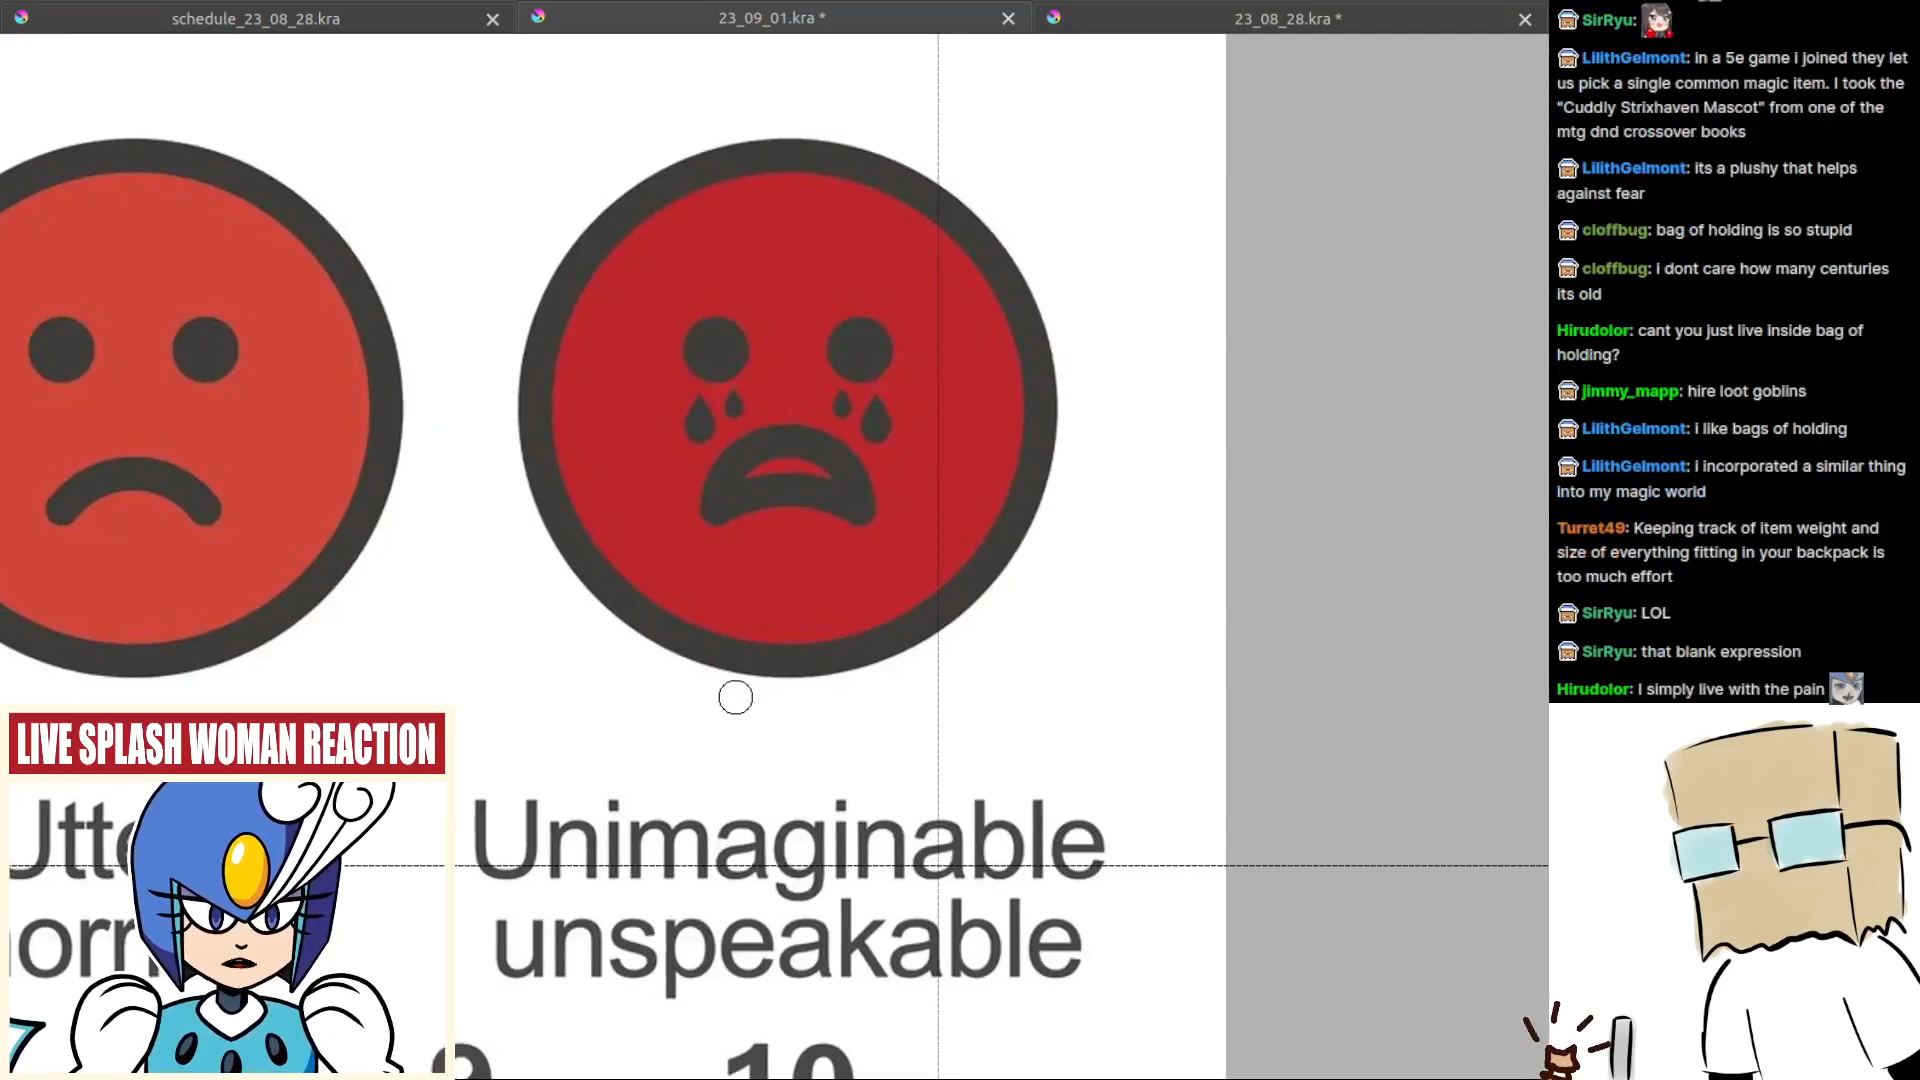 schedule_23_08_28.kra
23_09_01.kra *
23_08_28.kra *
SirRyu:
LilithGelmont: in a 5e game i joined they let
us pick a single common magic item. I took the
"Cuddly Strixhaven Mascot" from one of the
mtg dnd crossover books
LilithGelmont: its a plushy that helps
against fear
cloffbug: bag of holding is so stupid
cloffbug: i dont care how many centuries
its old
Hirudolor: cant you just live inside bag of
holding?
jimmy_mapp: hire loot goblins
LilithGelmont: i like bags of holding
LilithGelmont: i incorporated a similar thing
into my magic world
Turret49: Keeping track of item weight and
size of everything fitting in your backpack is
too much effort
SirRyu: LOL
SirRyu: that blank expression
Hirudolor: I simply live with the pain
LIVE SPLASH WOMAN REACTION
Unimaginable
unspeakable
9
10